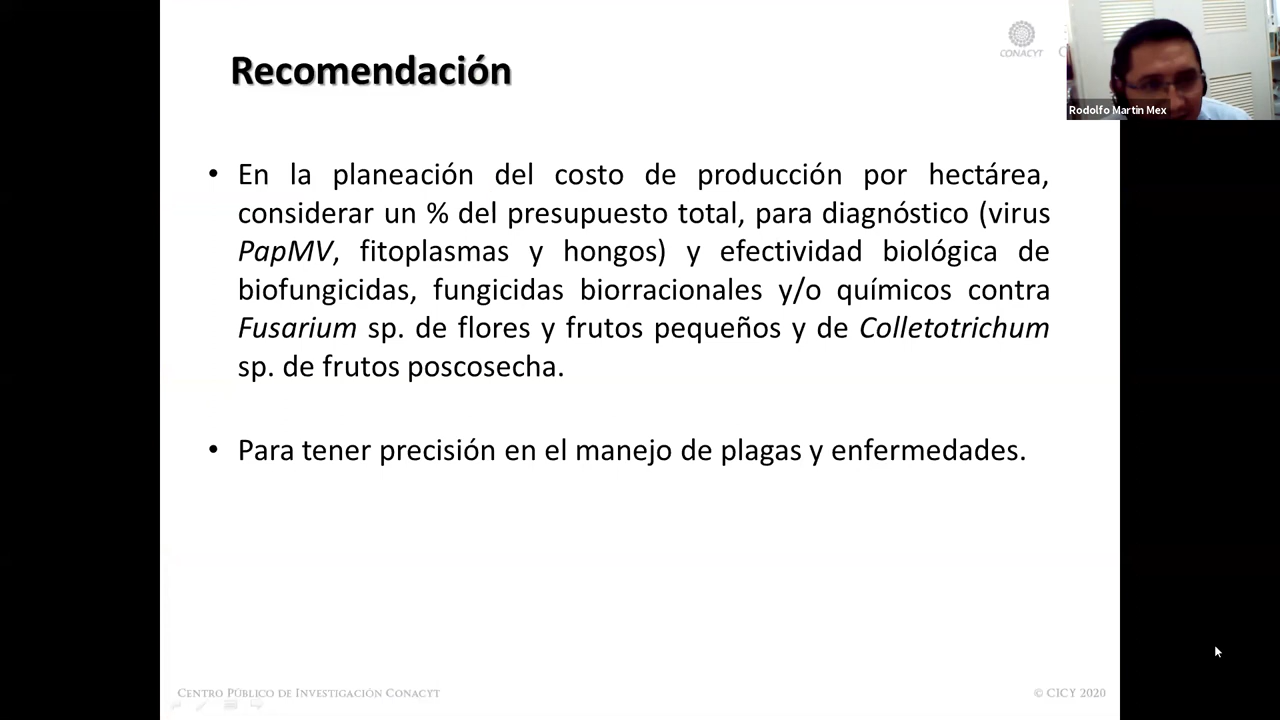 Recomendación
CONACYT
Rodolfo Martin Mex
• En la planeación del costo de producción por hectárea,
considerar un % del presupuesto total, para diagnóstico (virus
PapMV, fitoplasmas y hongos) y efectividad biológica de
biofungicidas, fungicidas biorracionales y/o químicos contra
Fusarium sp. de flores y frutos pequeños y de Colletotrichum
sp. de frutos poscosecha.
• Para tener precisión en el manejo de plagas y enfermedades.
CENTRO PÚBLICO DE INVESTIGACIÓN CONACYT
© CICY 2020